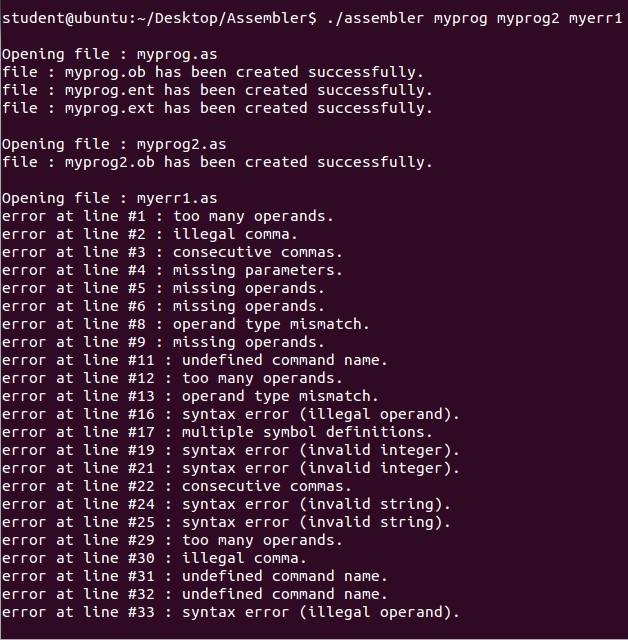 student@ubuntu:~/Desktop/Assembler$ ./assembler myprog myprog2 myerr1
Opening file : myprog.as
file : myprog.ob has been created successfully.
file : myprog.ent has been created successfully.
file : myprog.ext has been created successfully.
Opening file : myprog2.as
file : myprog2.ob has been created successfully.
Opening file : myerr1.as
error at line #1 : too many operands.
error at line #2 : illegal comma.
error at line #3 : consecutive commas.
error at line #4 : missing parameters.
error at line #5 : missing operands.
error at line #6 : missing operands.
error at line #8 : operand type mismatch.
error at line #9 : missing operands.
error at line #11 : undefined command name.
error at line #12 : too many operands.
error at line #13 : operand type mismatch.
error at line #16 : syntax error (illegal operand).
error at line #17 : multiple symbol definitions.
error at line #19 : syntax error (invalid integer).
error at line #21 : syntax error (invalid integer).
error at line #22 : consecutive commas.
error at line #24 : syntax error (invalid string).
error at line #25 : syntax error (invalid string).
error at line #29 : too many operands.
error at line #30 : illegal comma.
error at line #31 : undefined command name.
error at line #32 : undefined command name.
error at line #33 : syntax error (illegal operand).